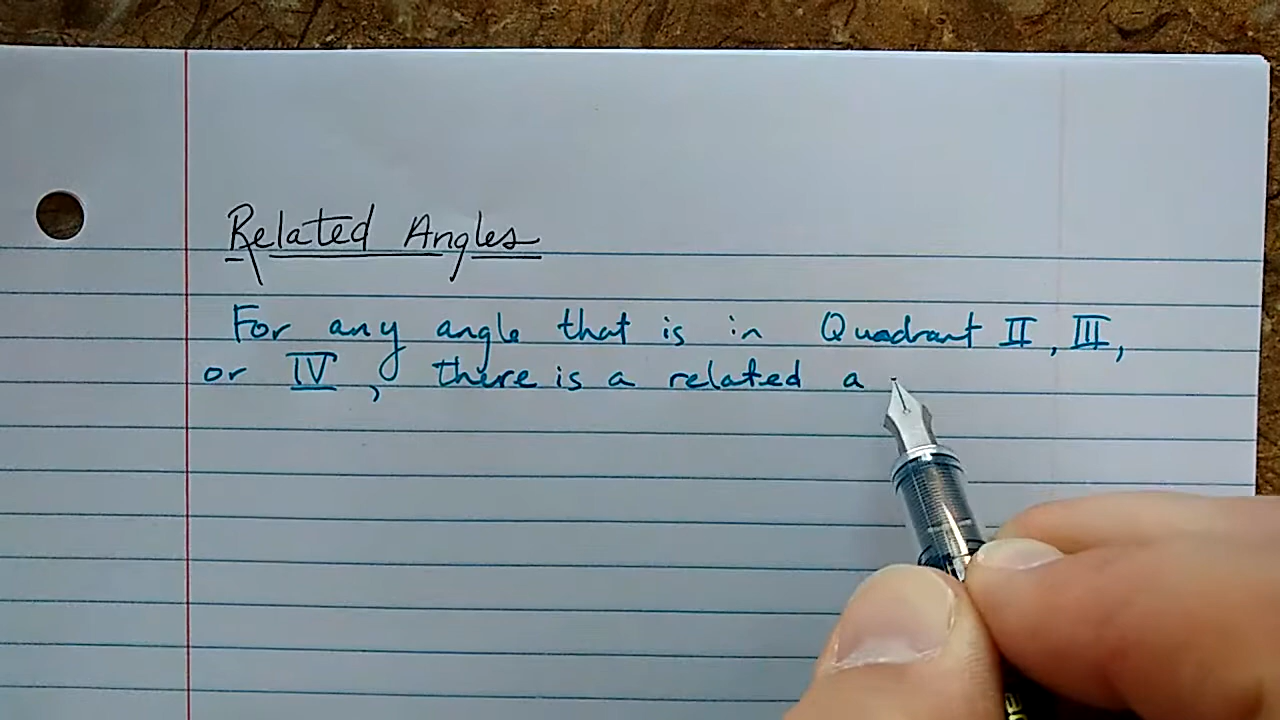 Related Angles
For any angle that is in Quadrant II, III,
or IV, there is a related a